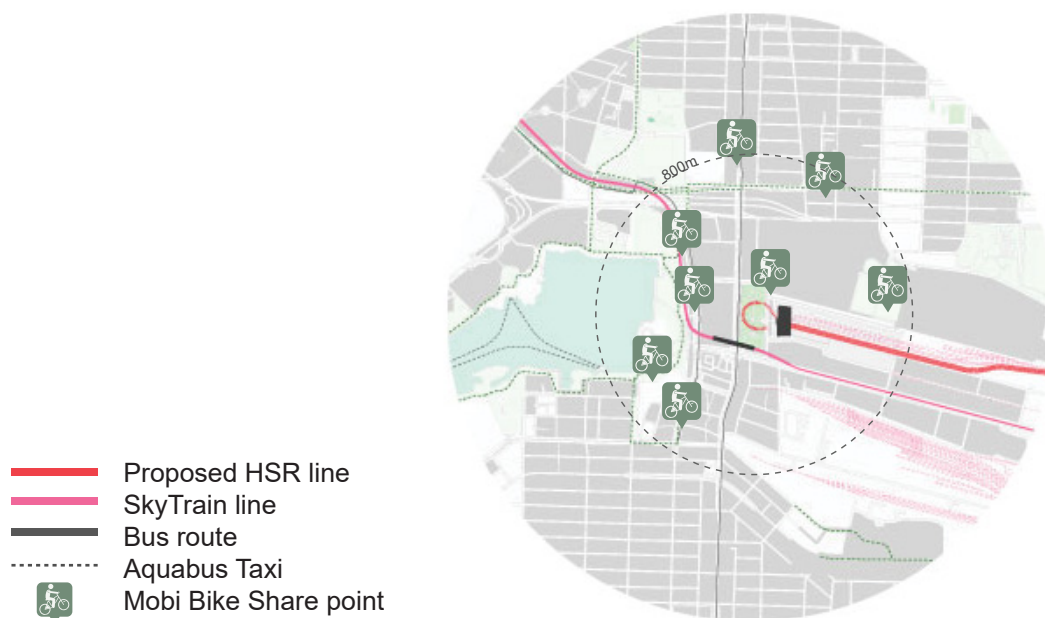 800m
Proposed HSR line
SkyTrain line
Bus route
Aquabus Taxi
Mobi Bike Share point